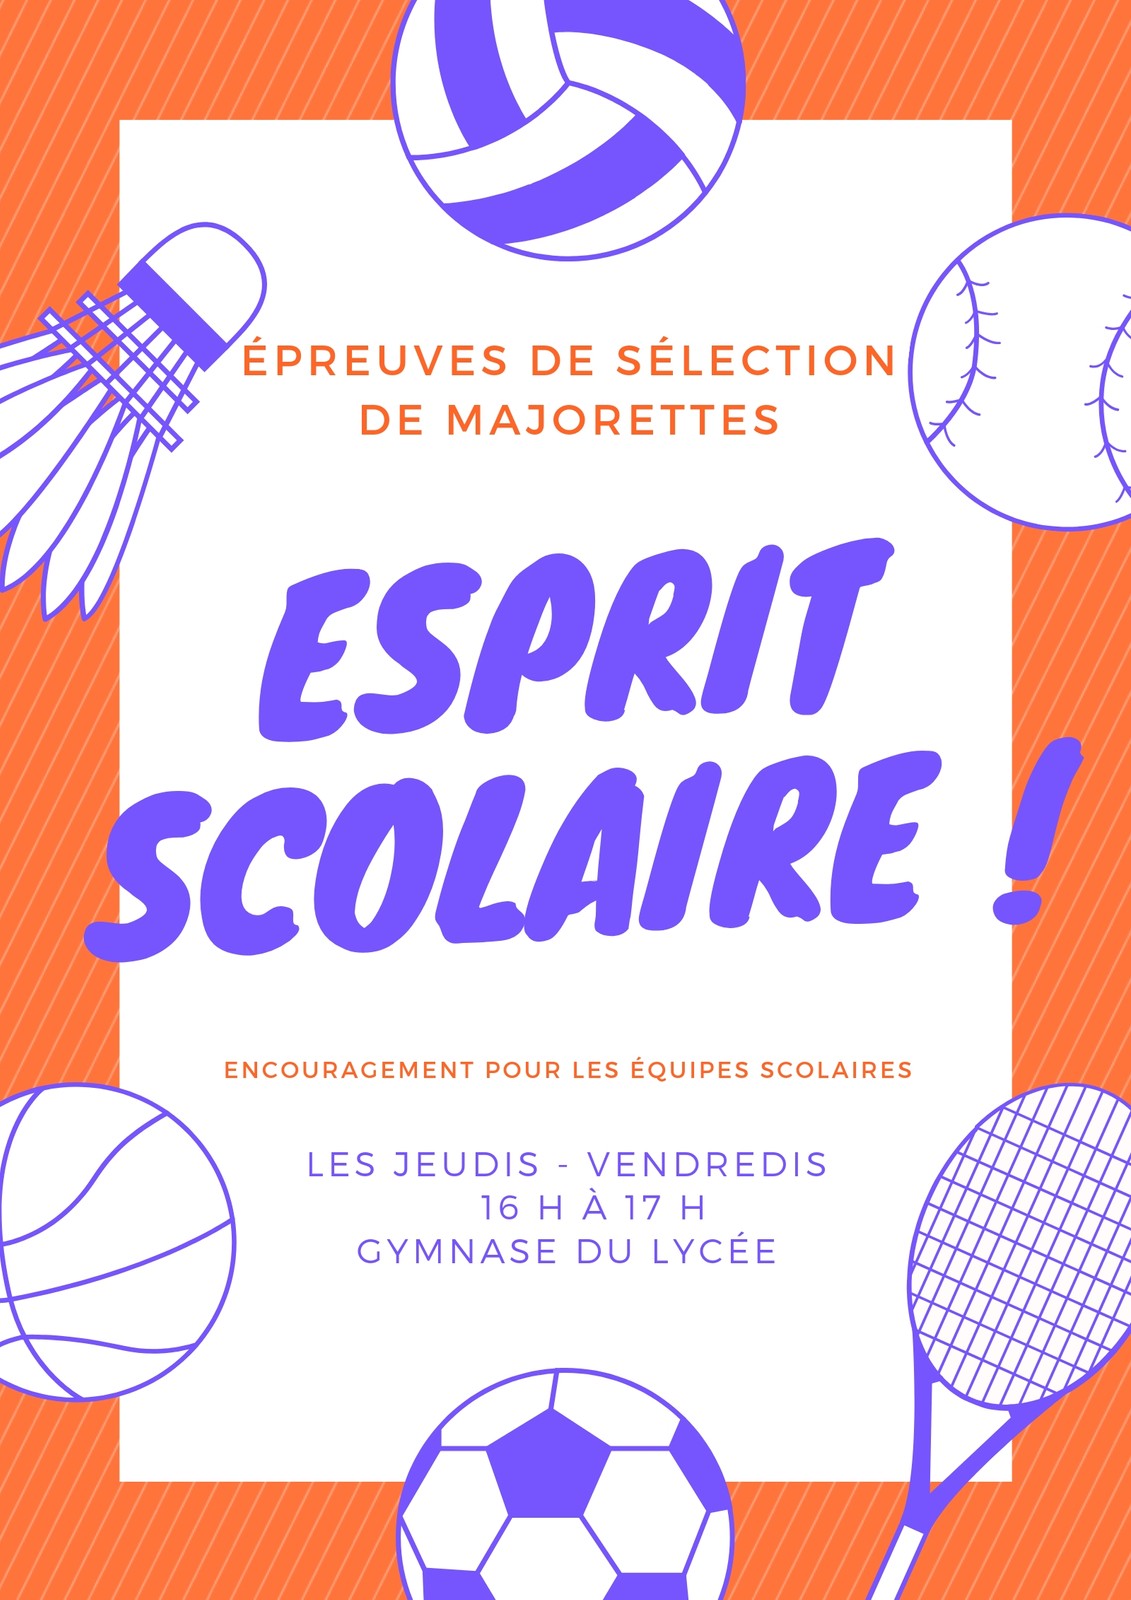 ÉPREUVES DE SÉLECTION
DE MAJORETTES
ESPRIT
SCOLAIRE !
ENCOURAGEMENT POUR LES ÉQUIPES SCOLAIRES
LES JEUDIS - VENDREDIS
16 H À 17 H
GYMNASE DU LYCÉE